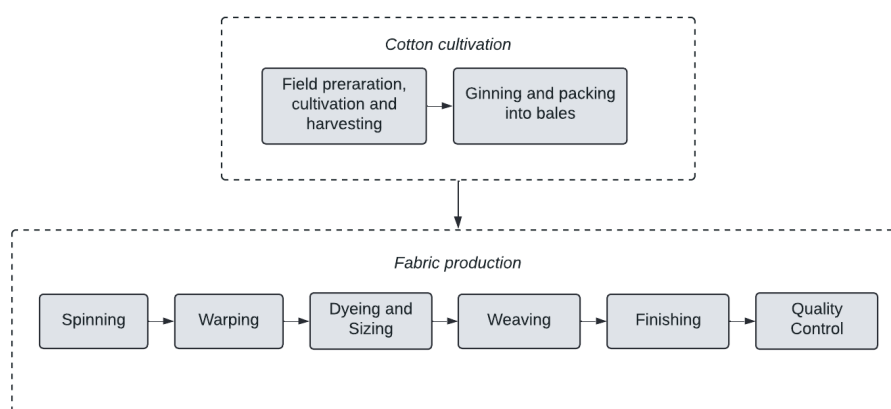 Cotton cultivation
Field preraration,
cultivation and
harvesting
Ginning and packing
into bales
Fabric production
Spinning
Warping
Dyeing and
Sizing
Weaving
Finishing
Quality
Control